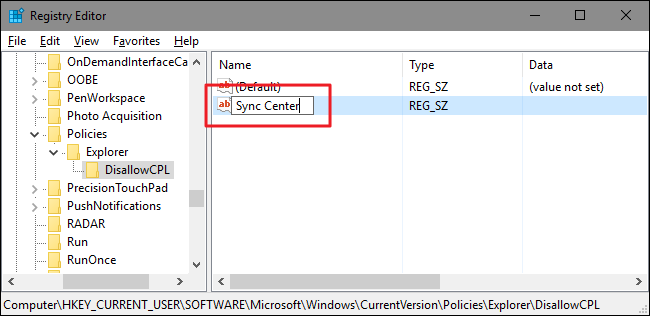 Registry Editor
File Edit View Favorites Help
OnDemandInterfaceCa
OOBE
PenWorkspace
Photo Acquisition
Policies
Explorer
DisallowCPL
PrecisionTouchPad
PushNotifications
RADAR
Run
RunOnce
Name Type Data
ab (Default) REG_SZ (value not set)
ab Sync Center REG_SZ
Computer\HKEY_CURRENT_USER\SOFTWARE\Microsoft\Windows\CurrentVersion\Policies\Explorer\DisallowCPL